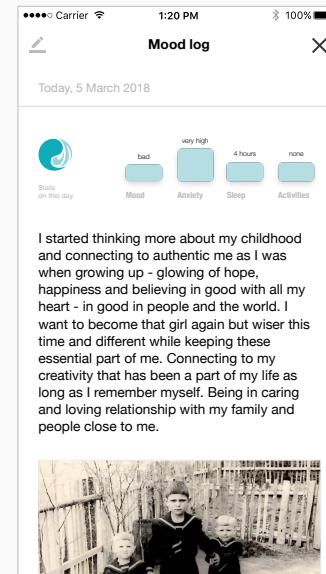 Carrier 1:20 PM 100%
Mood log
Today, 5 March 2018
bad very high 4 hours none
Stats
on this day
Mood Anxiety Sleep Activities
I started thinking more about my childhood
and connecting to authentic me as I was
when growing up - glowing of hope,
happiness and believing in good with all my
heart - in good in people and the world. I
want to become that girl again but wiser this
time and different while keeping these
essential part of me. Connecting to my
creativity that has been a part of my life as
long as I remember myself. Being in caring
and loving relationship with my family and
people close to me.